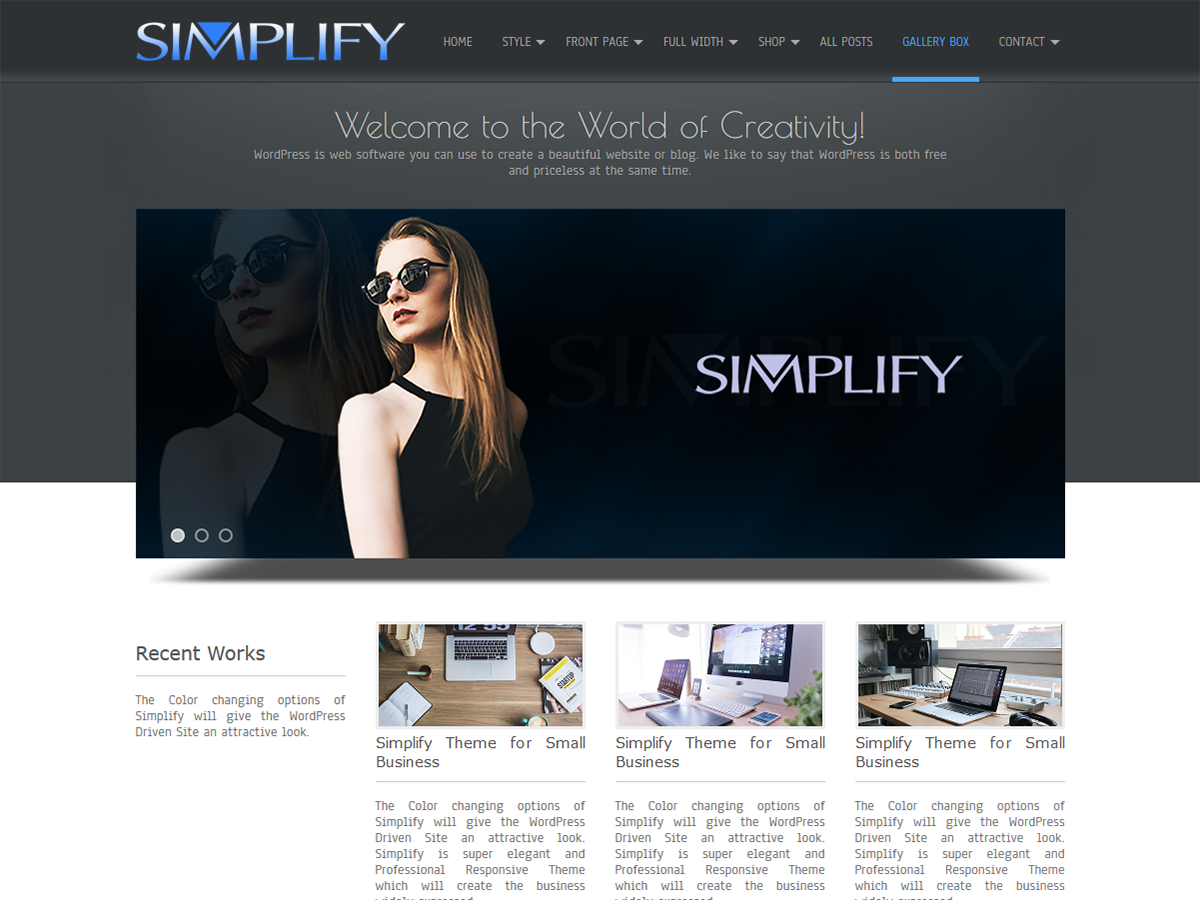 SIMPLIFY
HOME STYLE FRONT PAGE FULL WIDTH SHOP ALL POSTS GALLERY BOX CONTACT
Welcome to the World of Creativity!
WordPress is web software you can use to create a beautiful website or blog. We like to say that WordPress is both free
and priceless at the same time.
SIMPLIFY
SIMPLIFY
Recent Works
The Color changing options of
Simplify will give the WordPress
Driven Site an attractive look.
STARTUP
Simplify Theme for Small
Business
The Color changing options of
Simplify will give the WordPress
Driven Site an attractive look.
Simplify is super elegant and
Professional Responsive Theme
which will create the business
widely expressed
Simplify Theme for Small
Business
The Color changing options of
Simplify will give the WordPress
Driven Site an attractive look.
Simplify is super elegant and
Professional Responsive Theme
which will create the business
widely expressed
Simplify Theme for Small
Business
The Color changing options of
Simplify will give the WordPress
Driven Site an attractive look.
Simplify is super elegant and
Professional Responsive Theme
which will create the business
widely expressed